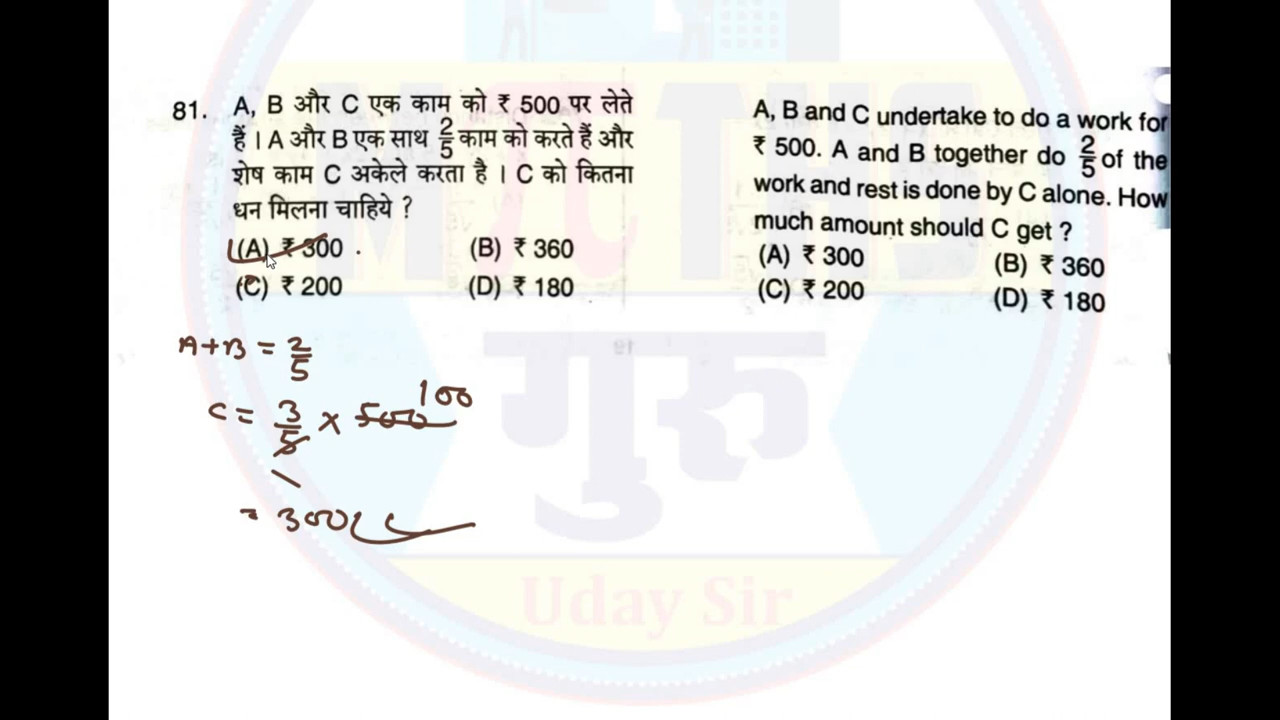 81. A, B और C एक काम को ₹ 500 पर लेते
हैं । A और B एक साथ 2/5 काम को करते हैं और
शेष काम C अकेले करता है । C को कितना
धन मिलना चाहिये ?
(A) ₹ 300 (B) ₹ 360
(C) ₹ 200 (D) ₹ 180
A, B and C undertake to do a work for
₹ 500. A and B together do 2/5 of the
work and rest is done by C alone. How
much amount should C get ?
(A) ₹ 300 (B) ₹ 360
(C) ₹ 200 (D) ₹ 180
A+B = 2/5
C = 3/5 × 500 100
= 300
MATHS
गुरु
Uday Sir